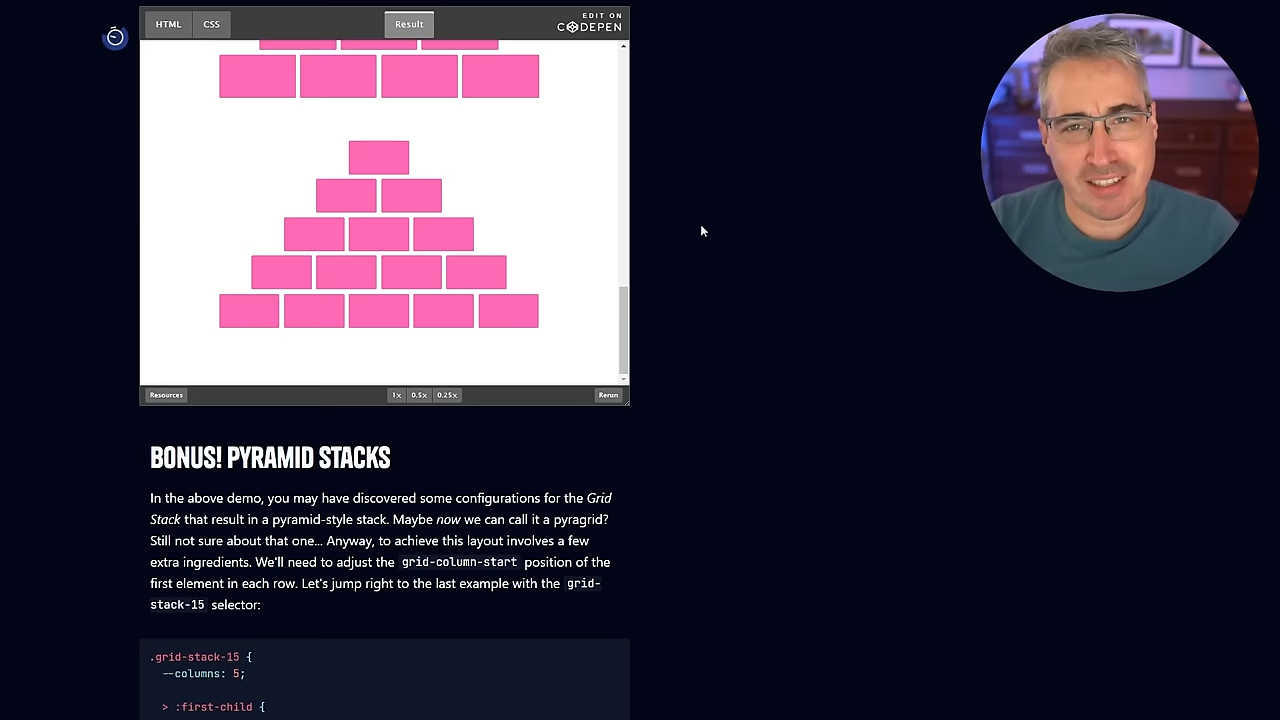 HTML
CSS
Result
EDIT ON
CODEPEN
Resources
1x
0.5x
0.25x
Rerun
BONUS! PYRAMID STACKS
In the above demo, you may have discovered some configurations for the Grid
Stack that result in a pyramid-style stack. Maybe now we can call it a pyragrid?
Still not sure about that one... Anyway, to achieve this layout involves a few
extra ingredients. We'll need to adjust the grid-column-start position of the
first element in each row. Let's jump right to the last example with the grid-
stack-15 selector:
.grid-stack-15 {
--columns: 5;
> :first-child {